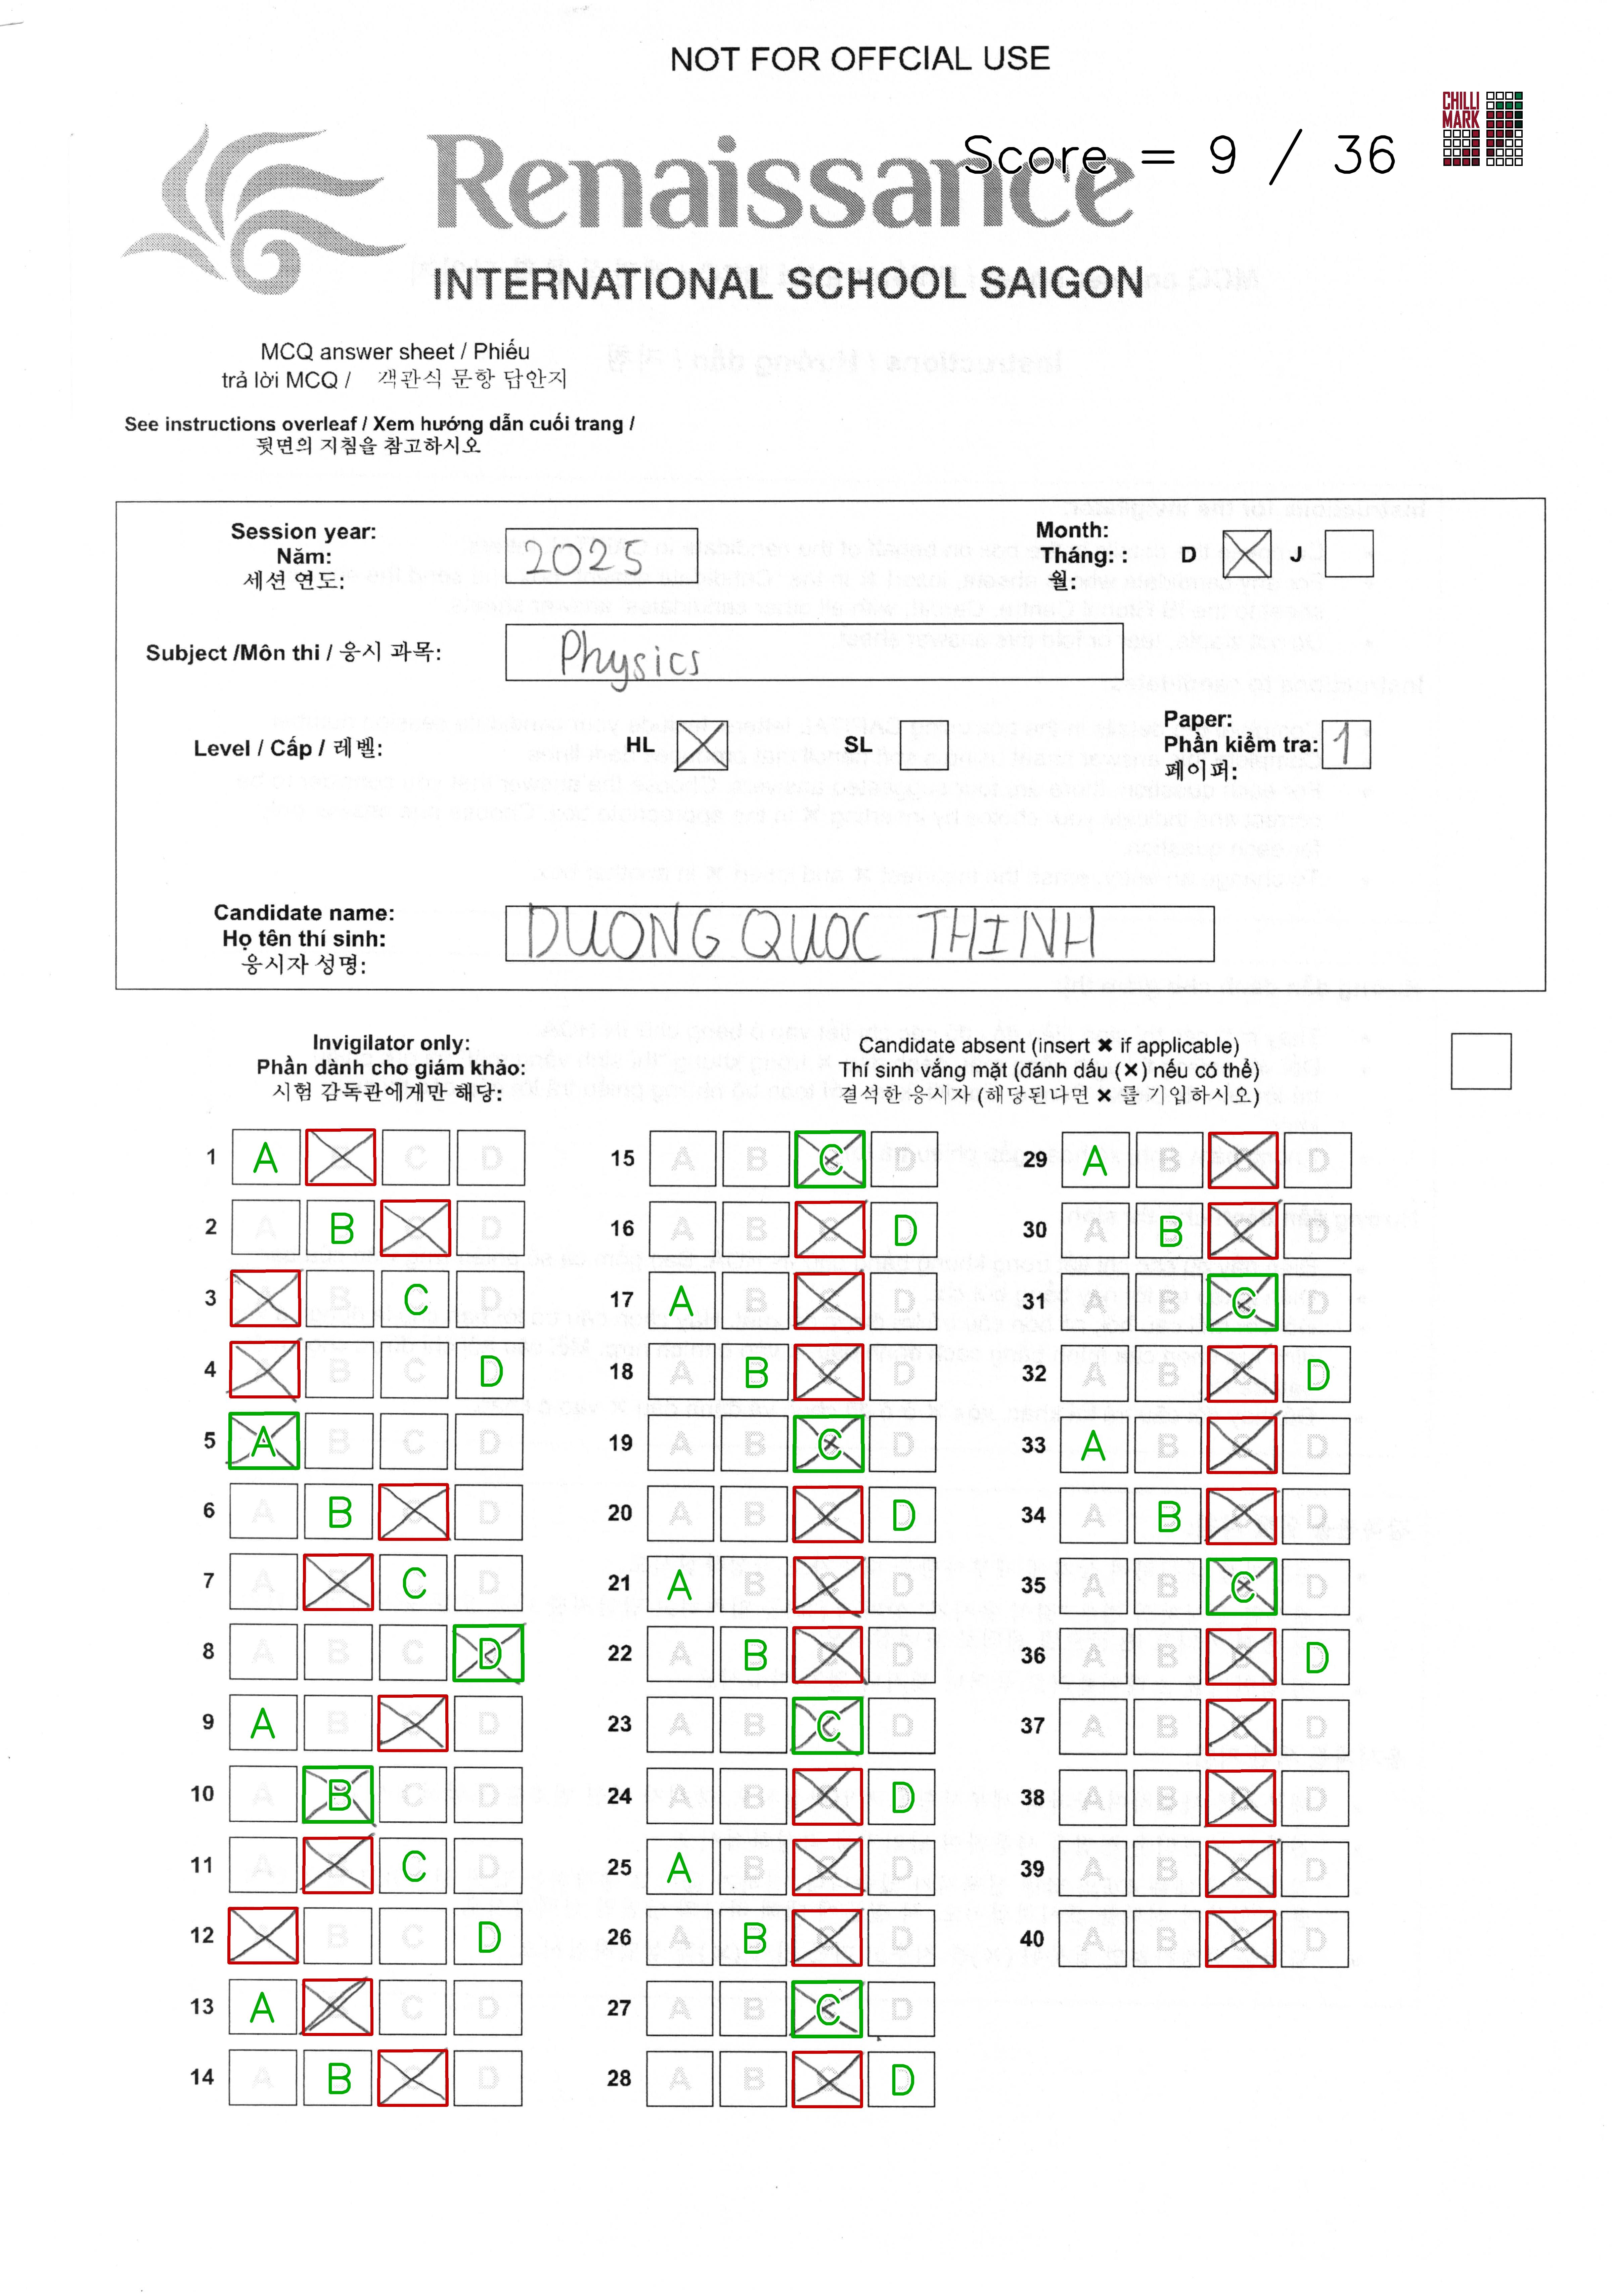 NOT FOR OFFCIAL USE
CHILLI
MARK
Renaissance
Score = 9 / 36
INTERNATIONAL SCHOOL SAIGON
MCQ answer sheet / Phiếu
trả lời MCQ / 객관식 문항 답안지
See instructions overleaf / Xem hướng dẫn cuối trang /
뒷면의 지침을 참고하시오
Session year:
Năm:
세션 연도:
2025
Month:
Tháng: :
월:
D
J
Subject /Môn thi / 응시 과목:
Physics
Level / Cấp / 레벨:
HL
SL
Paper:
Phần kiểm tra:
페이퍼:
1
Candidate name:
Họ tên thí sinh:
응시자 성명:
DUONG QUOC THINH
Invigilator only:
Phần dành cho giám khảo:
시험 감독관에게만 해당:
Candidate absent (insert ✖ if applicable)
Thí sinh vắng mặt (đánh dấu (✕) nếu có thể)
결석한 응시자 (해당된다면 ✖ 를 기입하시오)
1 A C D
2 A B D
3 B C D
4 B C D
5 A B C D
6 A B D
7 A C D
8 A B C D
9 A B D
10 A B C D
11 A C D
12 B C D
13 A C D
14 A B D
15 A B C D
16 A B C D
17 A B C D
18 A B C D
19 A B C D
20 A B C D
21 A B C D
22 A B C D
23 A B C D
24 A B C D
25 A B C D
26 A B C D
27 A B C D
28 A B C D
29 A B C D
30 A B C D
31 A B C D
32 A B C D
33 A B C D
34 A B C D
35 A B C D
36 A B C D
37 A B C D
38 A B C D
39 A B C D
40 A B C D